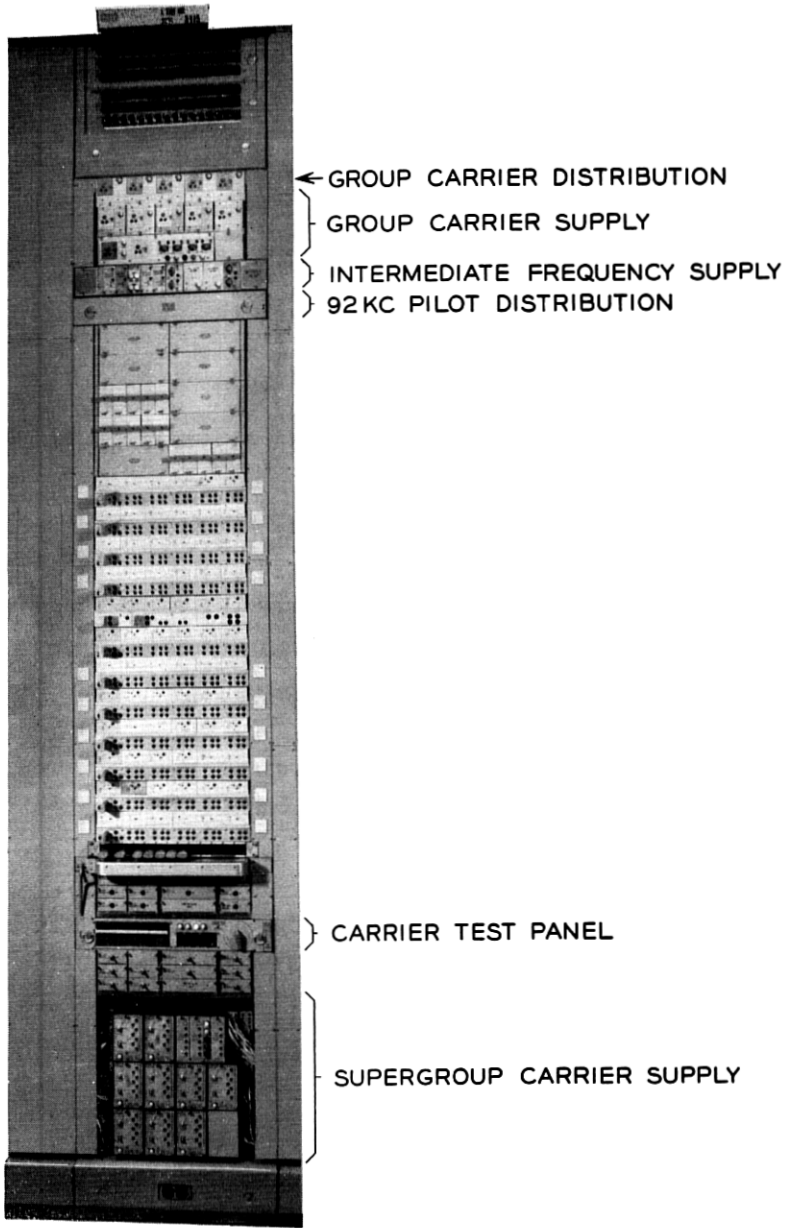 GROUP CARRIER DISTRIBUTION
GROUP CARRIER SUPPLY
INTERMEDIATE FREQUENCY SUPPLY
92KC PILOT DISTRIBUTION
CARRIER TEST PANEL
SUPERGROUP CARRIER SUPPLY